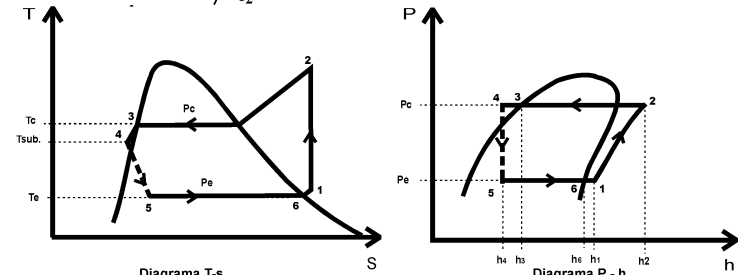 T
2
3
Pc
Tc
Tsub.
4
Pe
Te
5
6
1
S
Diagrama T-s
P
4
3
Pc
2
Pe
5
6
1
h4
h3
h6
h1
h2
h
Diagrama P - h